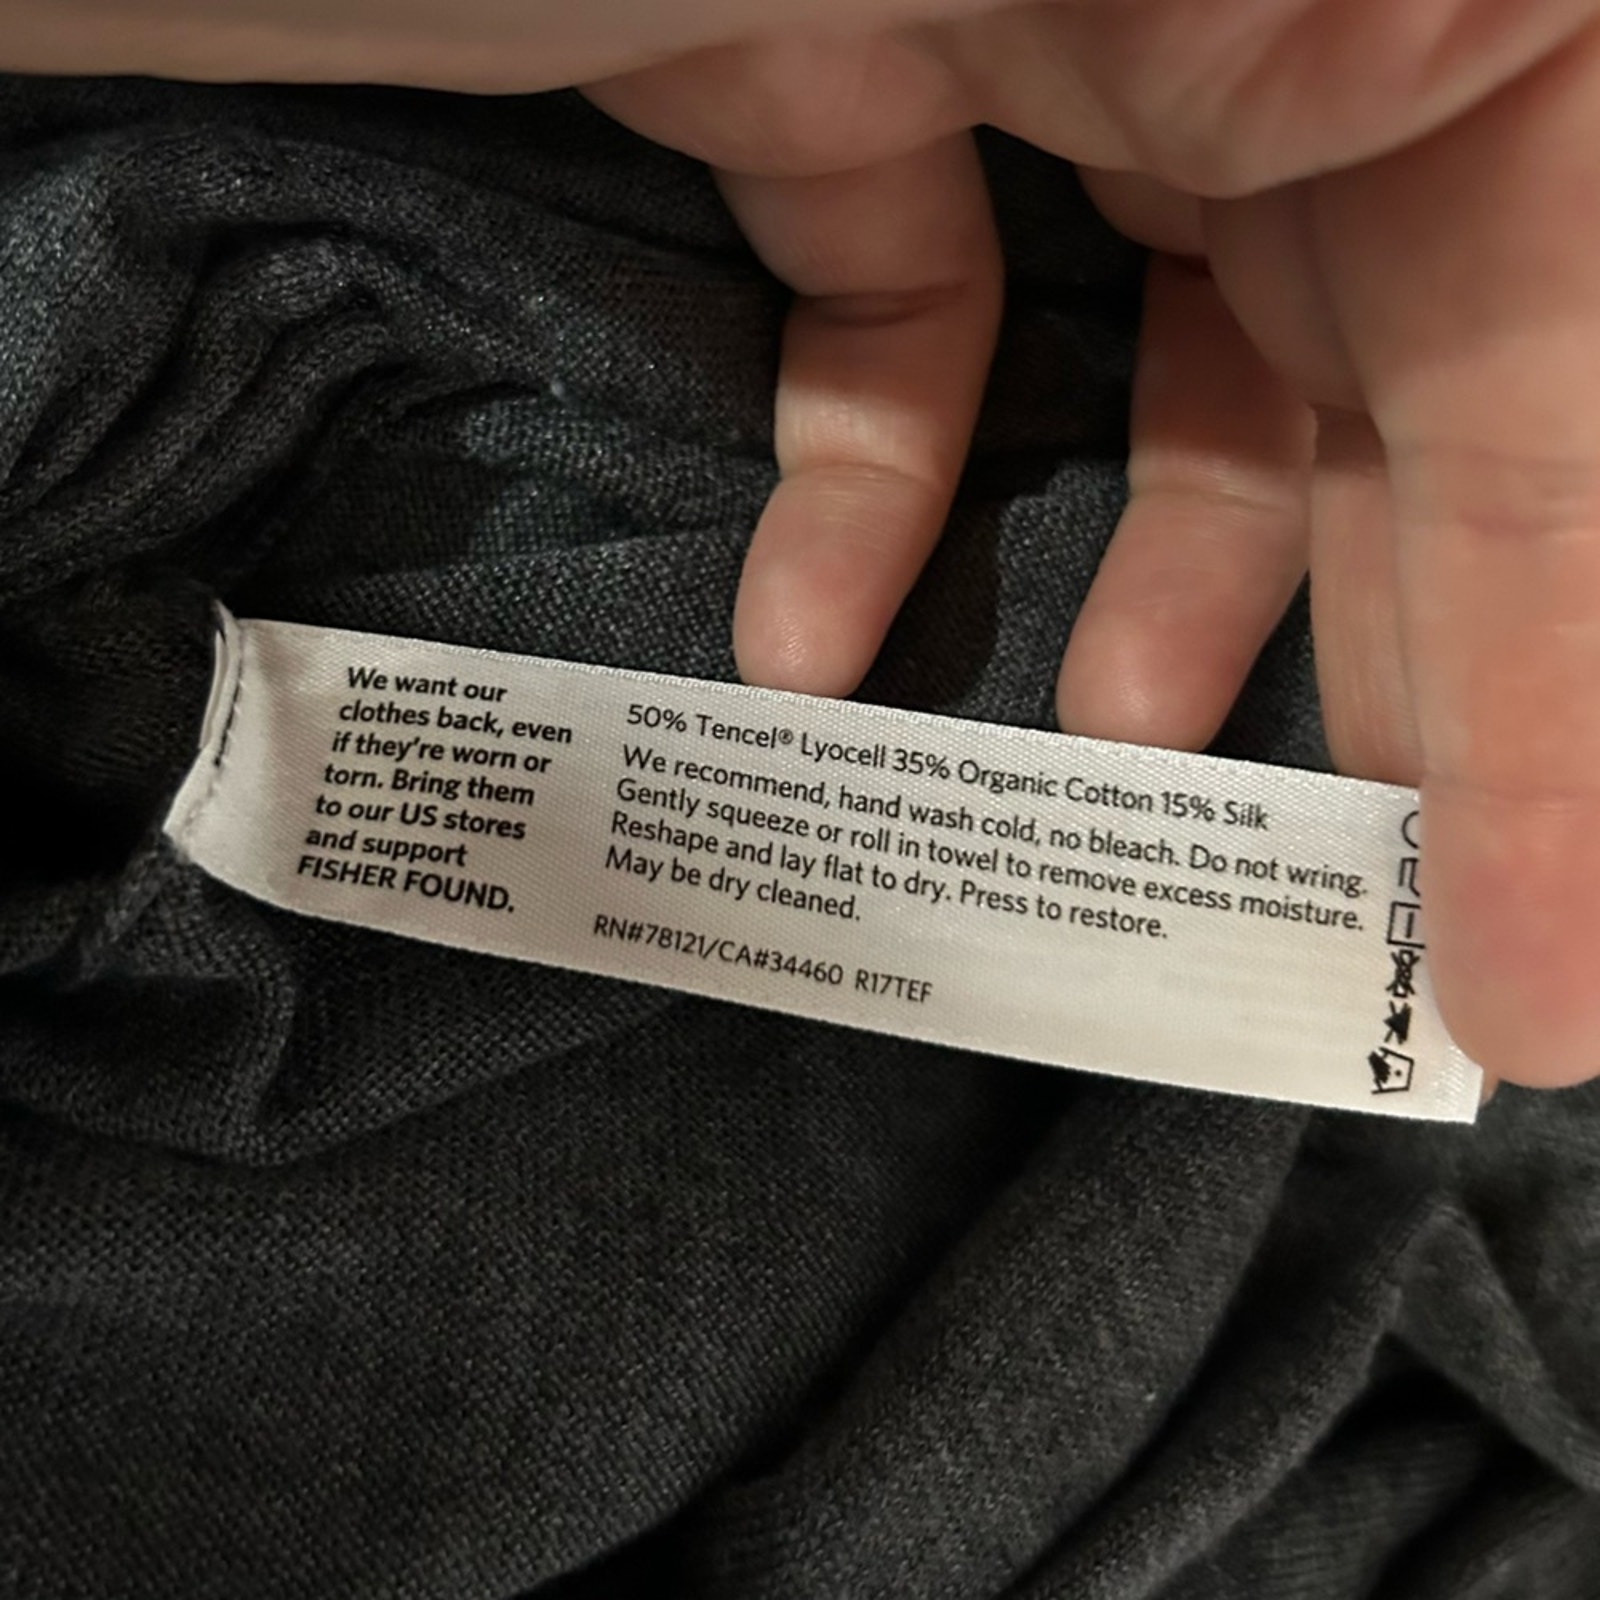 We want our
clothes back, even
if they're worn or
torn. Bring them
to our US stores
and support
FISHER FOUND.
50% Tencel® Lyocell 35% Organic Cotton 15% Silk
We recommend, hand wash cold, no bleach. Do not wring.
Gently squeeze or roll in towel to remove excess moisture.
Reshape and lay flat to dry. Press to restore.
May be dry cleaned.
RN#78121/CA#34460 R17TEF